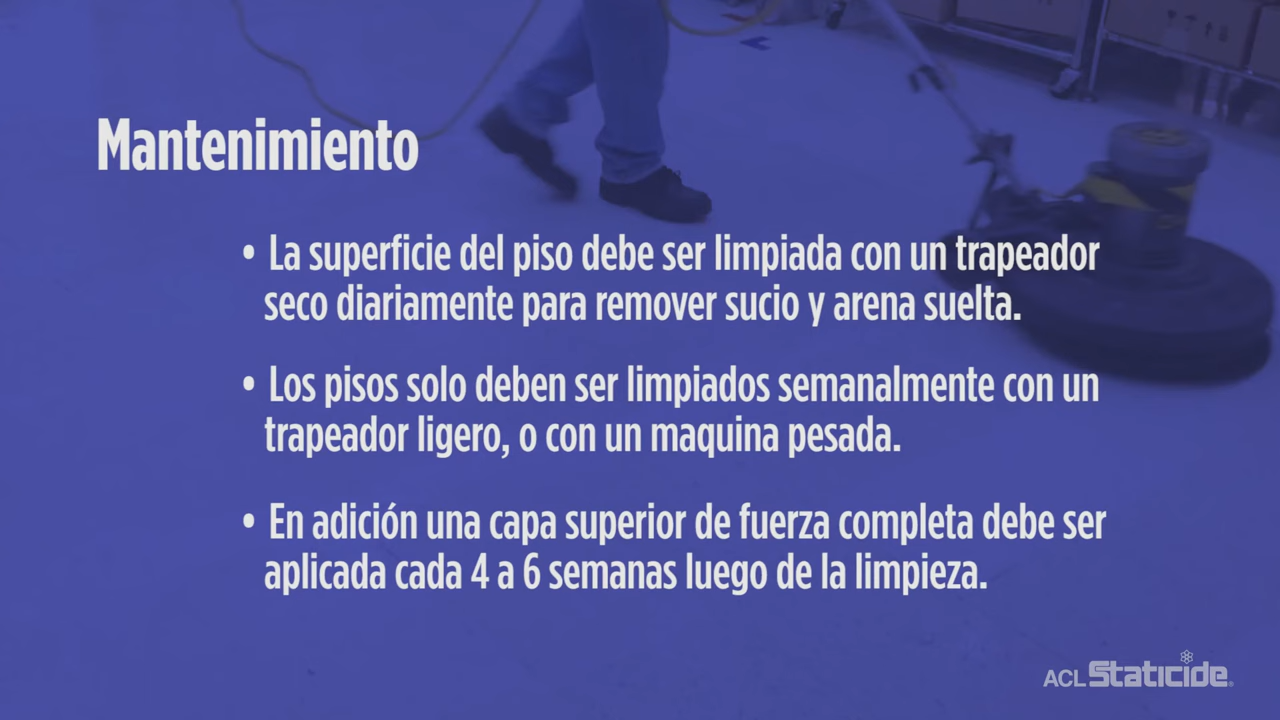 Mantenimiento
• La superficie del piso debe ser limpiada con un trapeador
seco diariamente para remover sucio y arena suelta.
• Los pisos solo deben ser limpiados semanalmente con un
trapeador ligero, o con un maquina pesada.
• En adición una capa superior de fuerza completa debe ser
aplicada cada 4 a 6 semanas luego de la limpieza.
ACL Staticide®